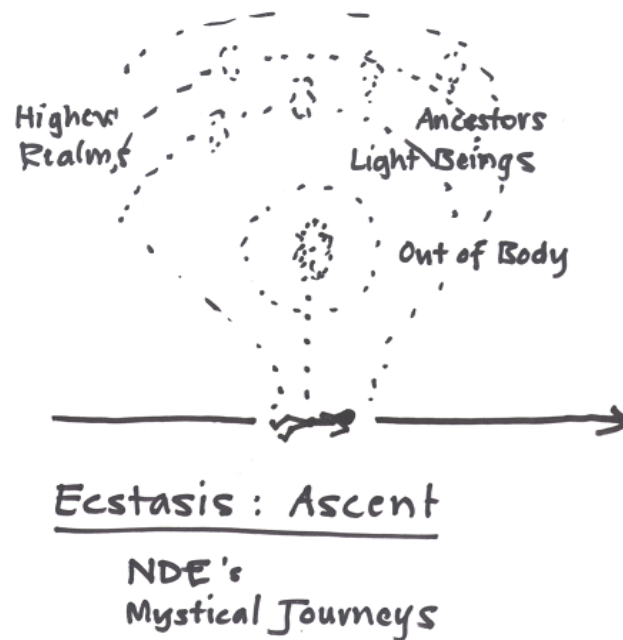 Higher
Realms
Ancestors
Light Beings
Out of Body
Ecstasis: Ascent
NDE's
Mystical Journeys